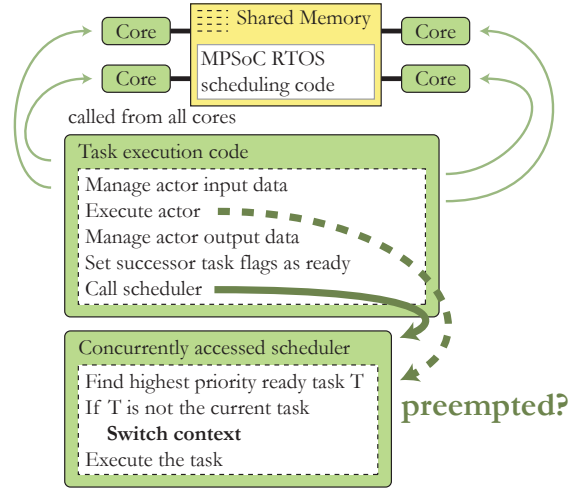 Core
Shared Memory
Core
Core
MPSoC RTOS
scheduling code
Core
called from all cores
Task execution code
Manage actor input data
Execute actor
Manage actor output data
Set successor task flags as ready
Call scheduler
Concurrently accessed scheduler
Find highest priority ready task T
If T is not the current task
Switch context
Execute the task
preempted?